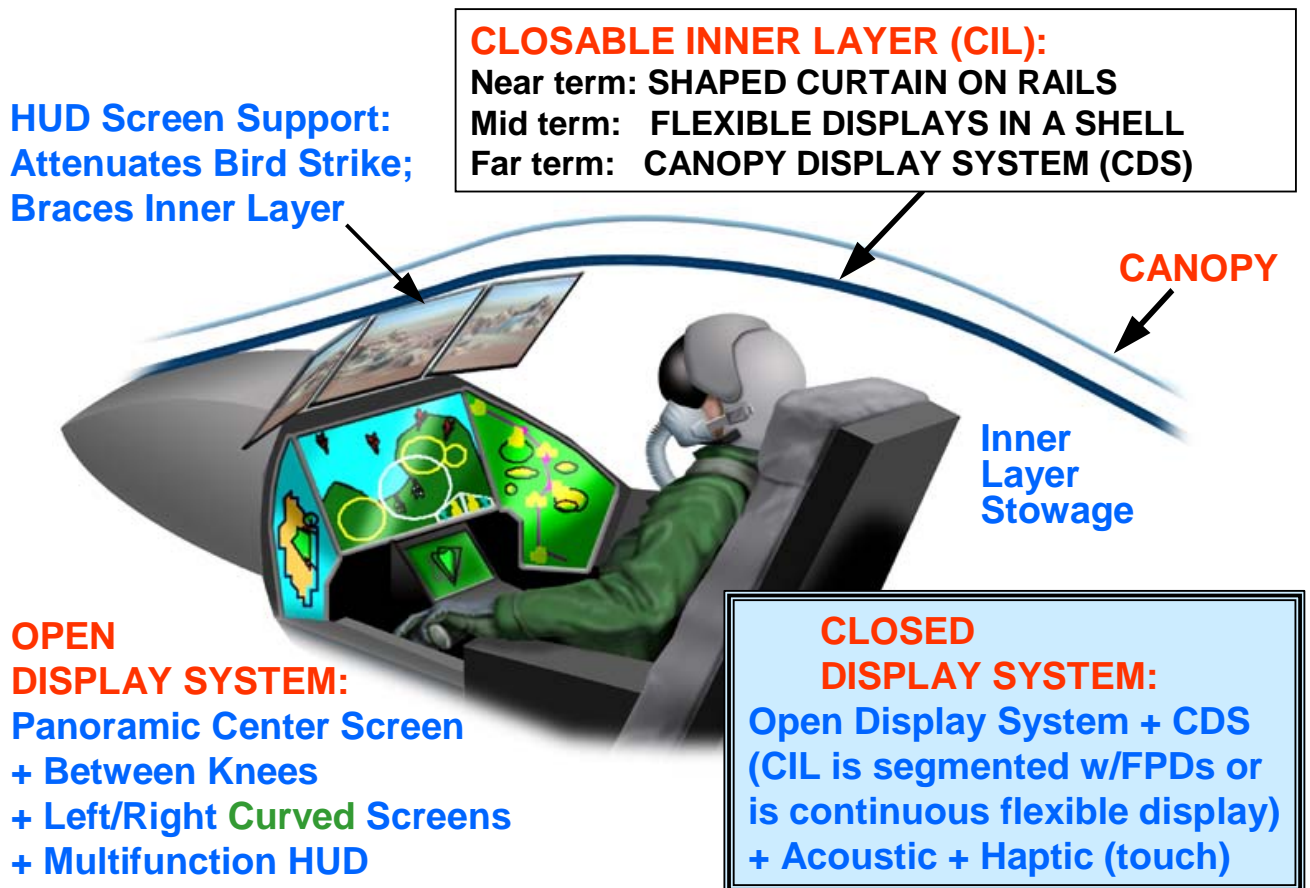 CLOSABLE INNER LAYER (CIL):
Near term: SHAPED CURTAIN ON RAILS
Mid term: FLEXIBLE DISPLAYS IN A SHELL
Far term: CANOPY DISPLAY SYSTEM (CDS)
HUD Screen Support:
Attenuates Bird Strike;
Braces Inner Layer
CANOPY
Inner
Layer
Stowage
OPEN
DISPLAY SYSTEM:
Panoramic Center Screen
+ Between Knees
+ Left/Right Curved Screens
+ Multifunction HUD
CLOSED
DISPLAY SYSTEM:
Open Display System + CDS
(CIL is segmented w/FPDs or
is continuous flexible display)
+ Acoustic + Haptic (touch)